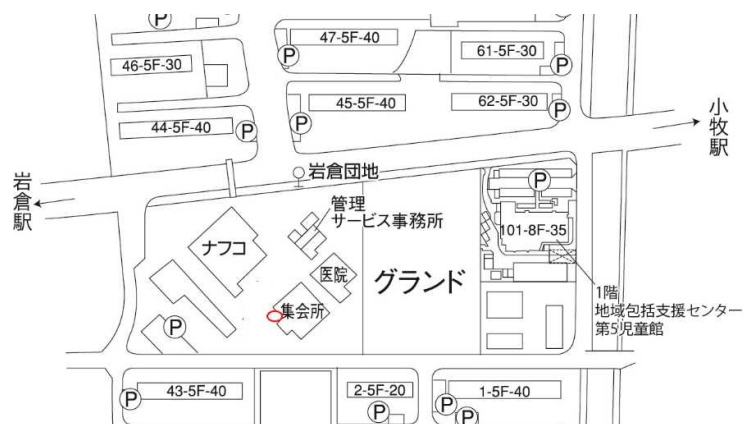 P
47-5F-40
P
61-5F-30
P
46-5F-30
45-5F-40
62-5F-30
P
44-5F-40
P
P
小牧駅
岩倉団地
岩倉駅
P
管理
サービス事務所
101-8F-35
ナフコ
医院
グランド
集会所
1階
地域包括支援センター
第5児童館
P
43-5F-40
2-5F-20
1-5F-40
P
P
P
P